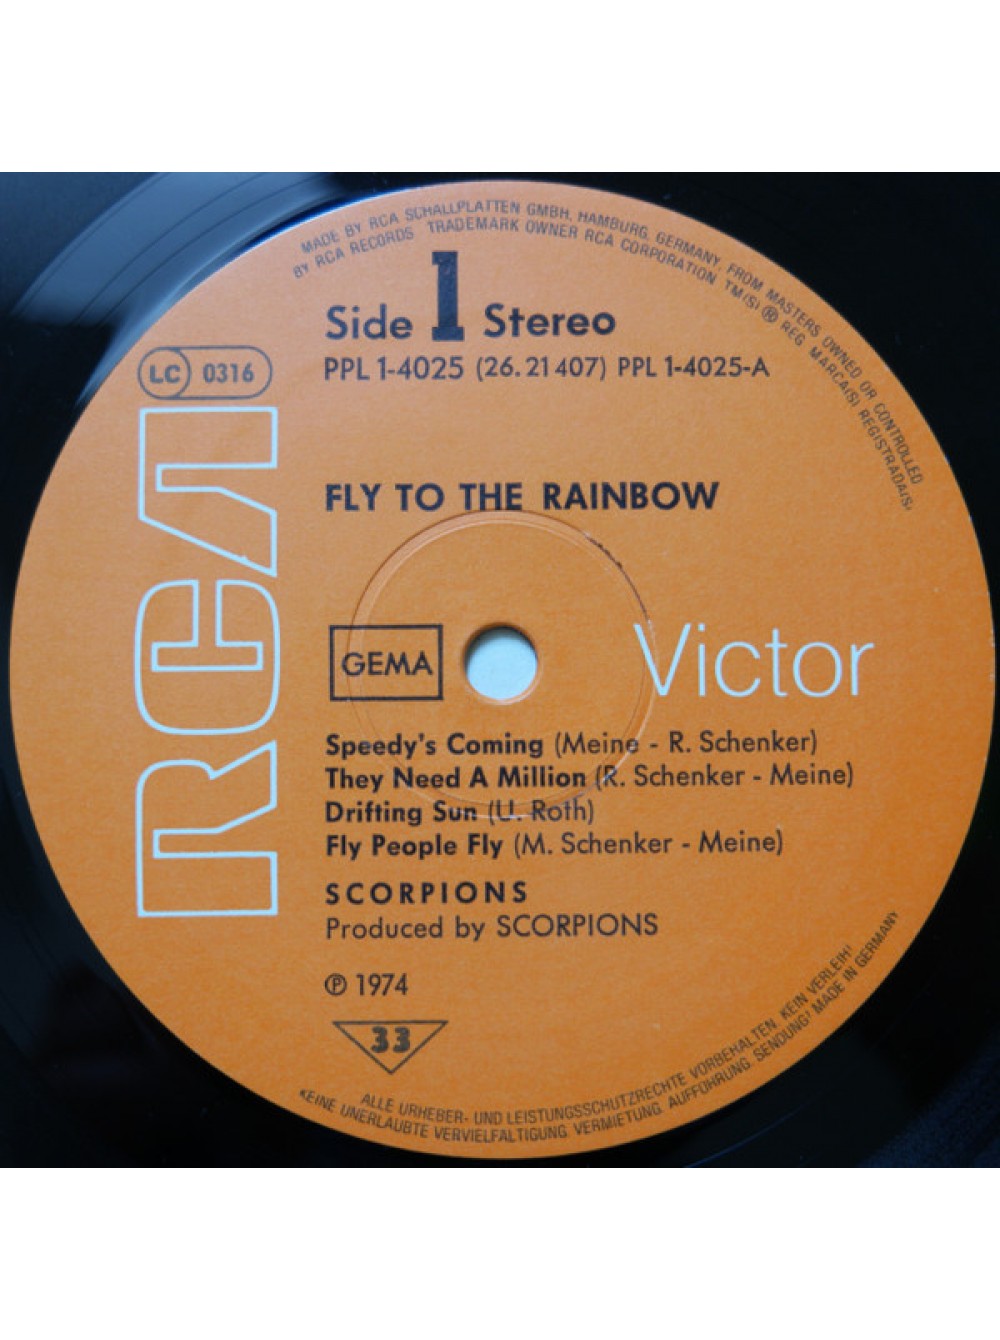 MADE BY RCA SCHALLPLATTEN GMBH, HAMBURG, GERMANY, FROM MASTERS OWNED OR CONTROLLED
BY RCA RECORDS TRADEMARK OWNER RCA CORPORATION TM(S) ® REG. MARCA(S) REGISTRADA(S)
Side 1 Stereo
PPL 1-4025 (26.21 407) PPL 1-4025-A
LC 0316
RCA
FLY TO THE RAINBOW
GEMA
Victor
Speedy's Coming (Meine - R. Schenker)
They Need A Million (R. Schenker - Meine)
Drifting Sun (U. Roth)
Fly People Fly (M. Schenker - Meine)
SCORPIONS
Produced by SCORPIONS
℗ 1974
33
ALLE URHEBER- UND LEISTUNGSSCHUTZRECHTE VORBEHALTEN. KEIN VERLEIH!
KEINE UNERLAUBTE VERVIELFALTIGUNG. VERMIETUNG. AUFFÜHRUNG. SENDUNG! MADE IN GERMANY